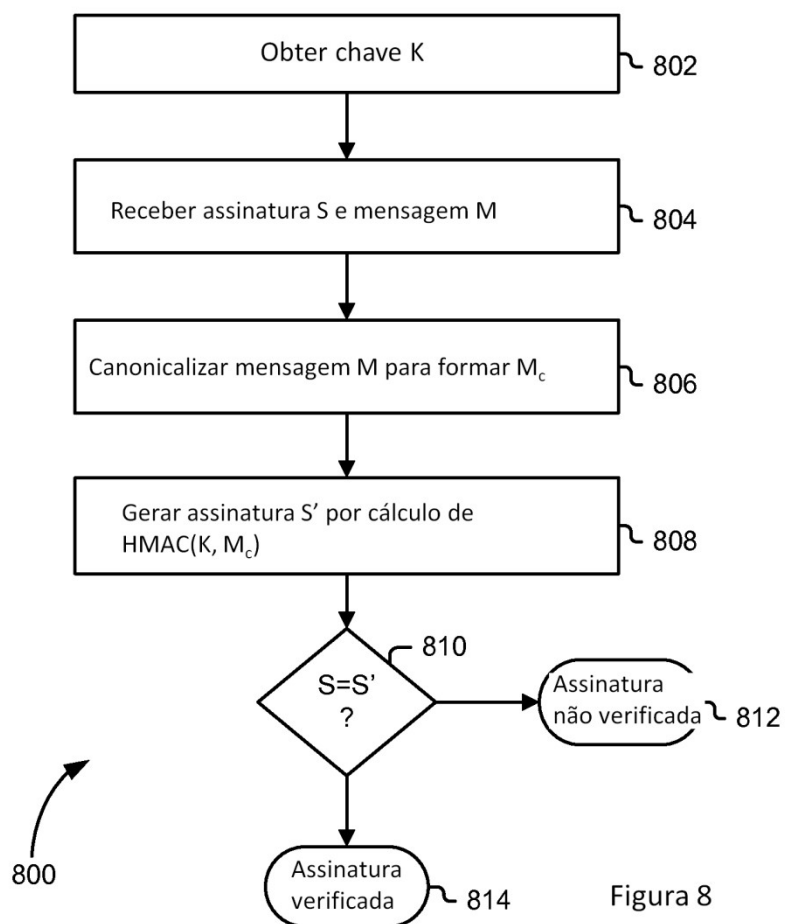 Obter chave K
802
Receber assinatura S e mensagem M
804
Canonicalizar mensagem M para formar Mc
806
Gerar assinatura S’ por cálculo de
HMAC(K, Mc)
808
810
S=S’
?
Assinatura
não verificada
812
800
Assinatura
verificada
814
Figura 8